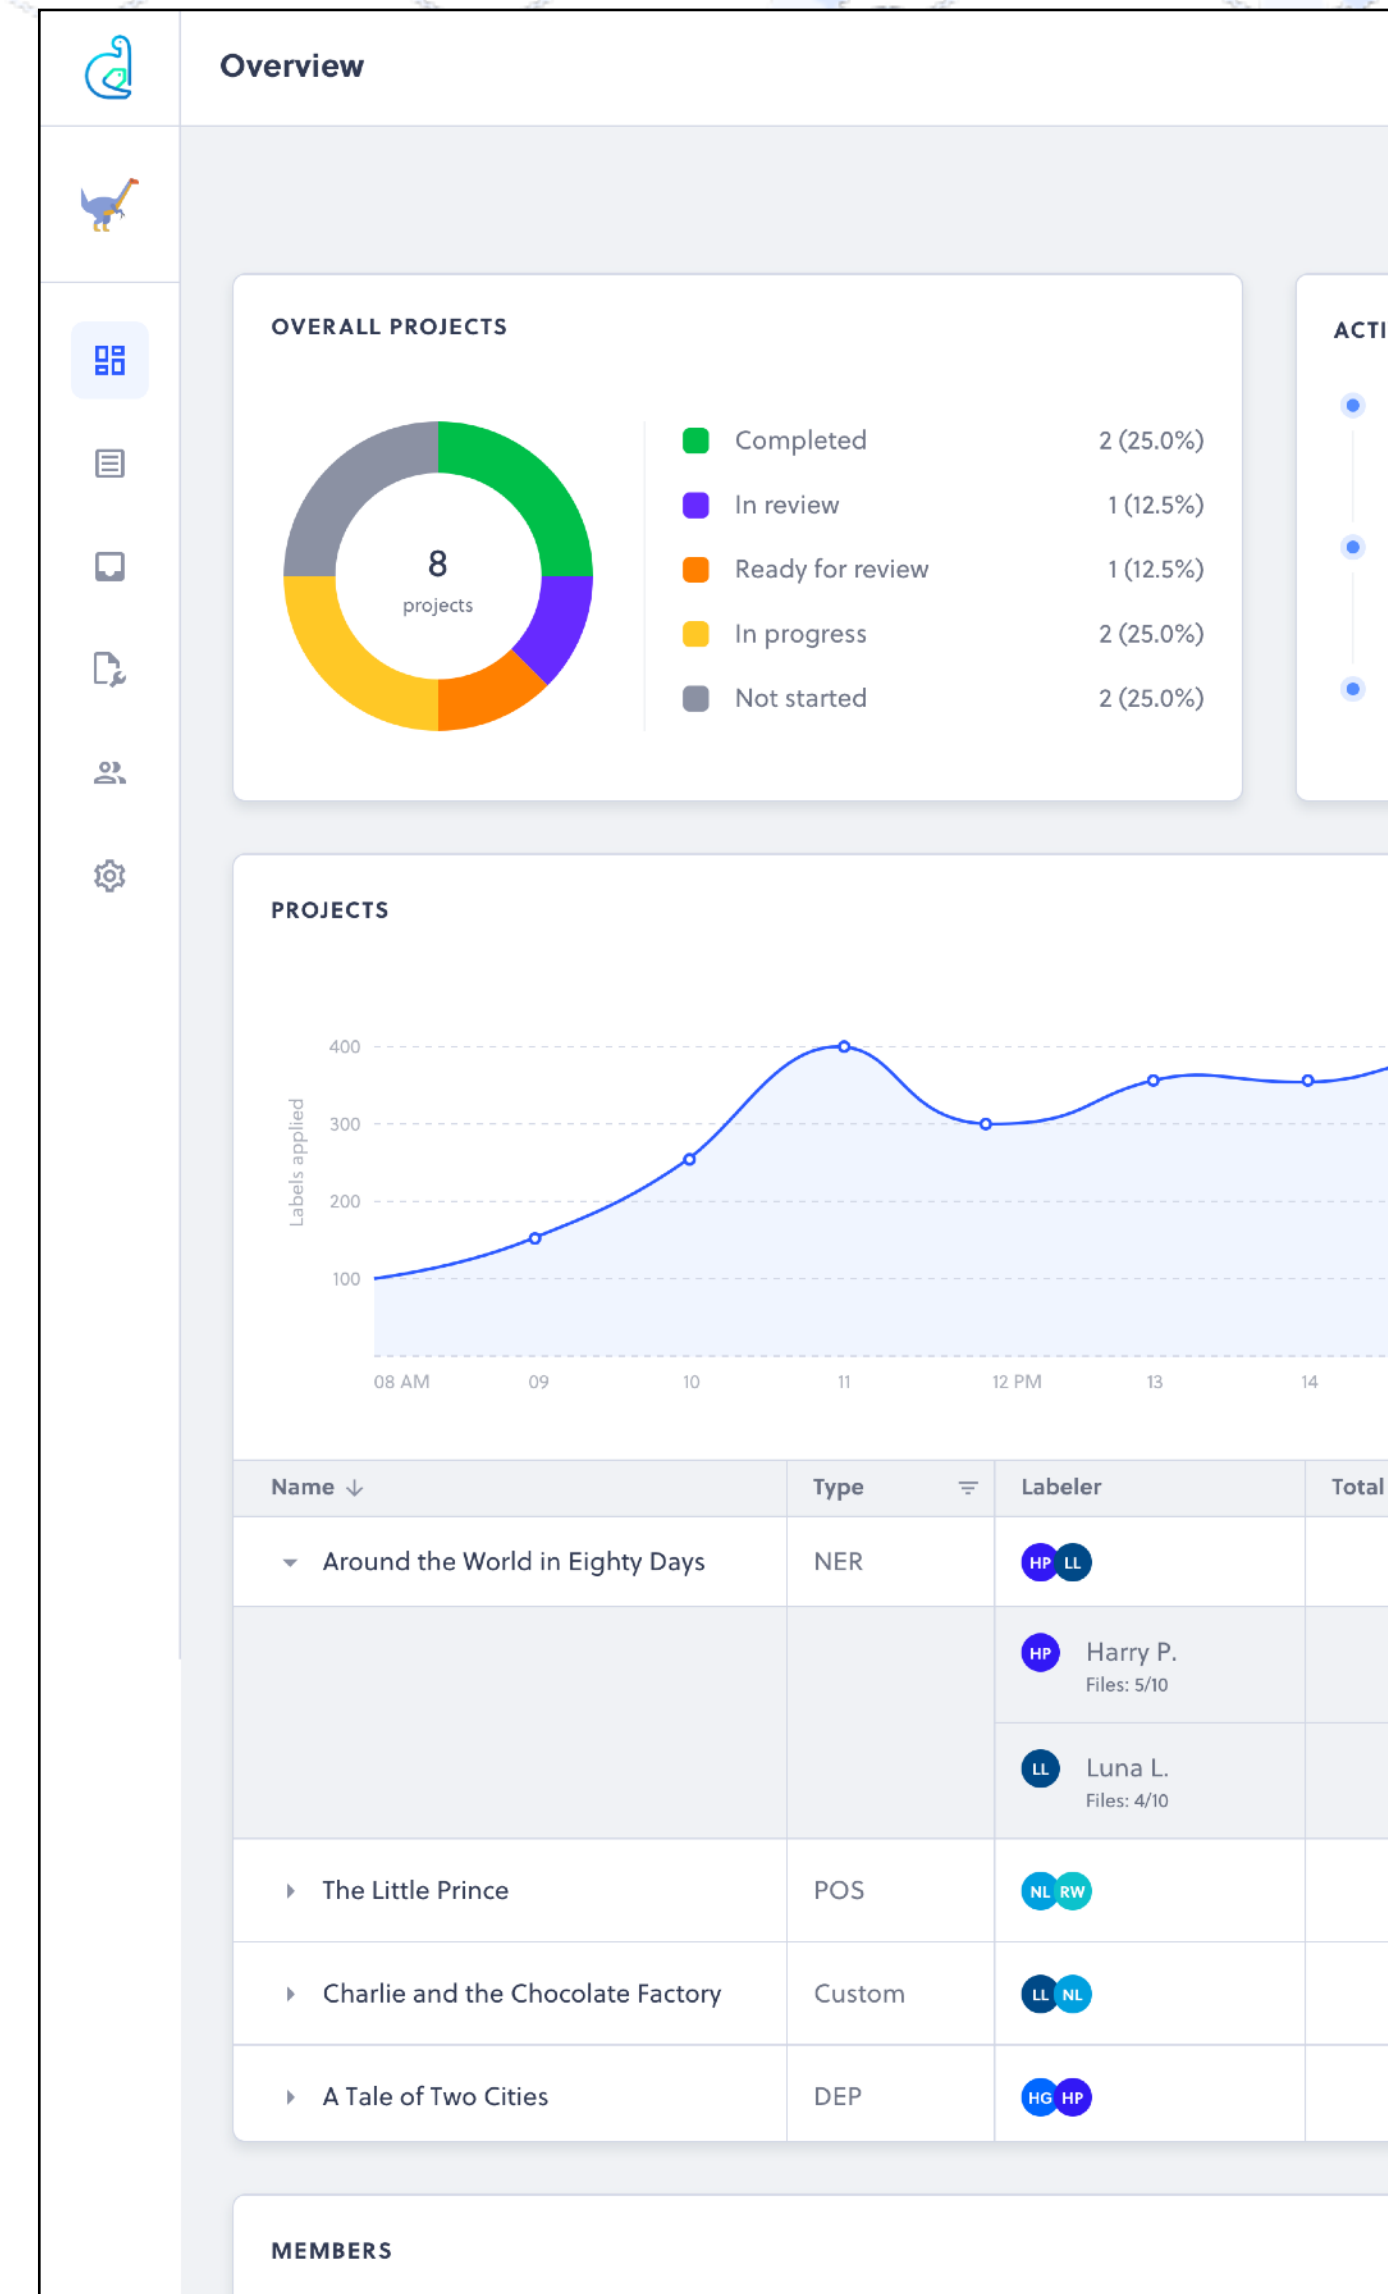 Overview
OVERALL PROJECTS
8
projects
Completed 2 (25.0%)
In review 1 (12.5%)
Ready for review 1 (12.5%)
In progress 2 (25.0%)
Not started 2 (25.0%)
ACTI
PROJECTS
Labels applied
400
300
200
100
08 AM 09 10 11 12 PM 13 14
Name Type Labeler Total
Around the World in Eighty Days NER HP LL
HP Harry P.
Files: 5/10
LL Luna L.
Files: 4/10
The Little Prince POS NL RW
Charlie and the Chocolate Factory Custom LL NL
A Tale of Two Cities DEP HG HP
MEMBERS